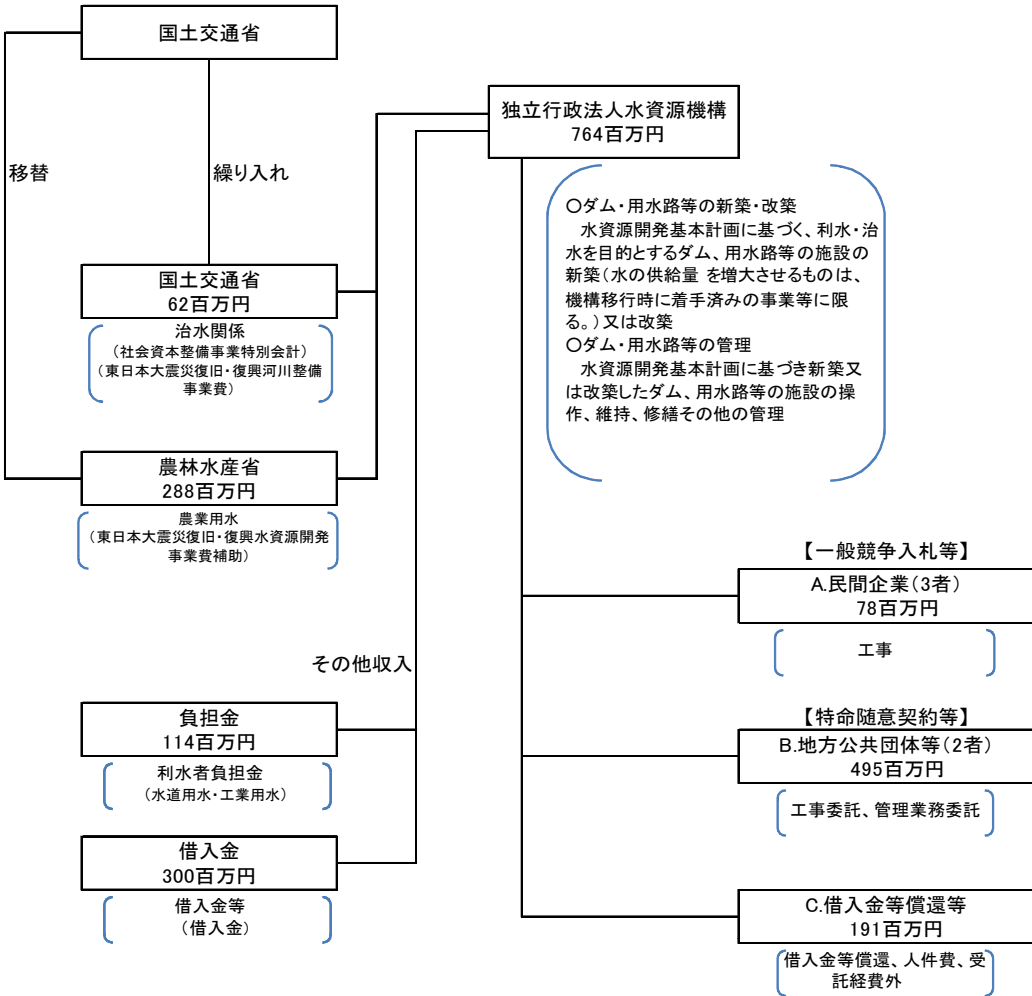 国土交通省
移替
繰り入れ
国土交通省
62百万円
治水関係
（社会資本整備事業特別会計）
（東日本大震災復旧・復興河川整備
事業費）
農林水産省
288百万円
農業用水
（東日本大震災復旧・復興水資源開発
事業費補助）
その他収入
負担金
114百万円
利水者負担金
（水道用水・工業用水）
借入金
300百万円
借入金等
（借入金）
独立行政法人水資源機構
764百万円
○ダム・用水路等の新築・改築
水資源開発基本計画に基づく、利水・治
水を目的とするダム、用水路等の施設の
新築（水の供給量 を増大させるものは、
機構移行時に着手済みの事業等に限
る。）又は改築
○ダム・用水路等の管理
水資源開発基本計画に基づき新築又
は改築したダム、用水路等の施設の操
作、維持、修繕その他の管理
【一般競争入札等】
A.民間企業（3者）
78百万円
工事
【特命随意契約等】
B.地方公共団体等（2者）
495百万円
工事委託、管理業務委託
C.借入金等償還等
191百万円
借入金等償還、人件費、受
託経費外